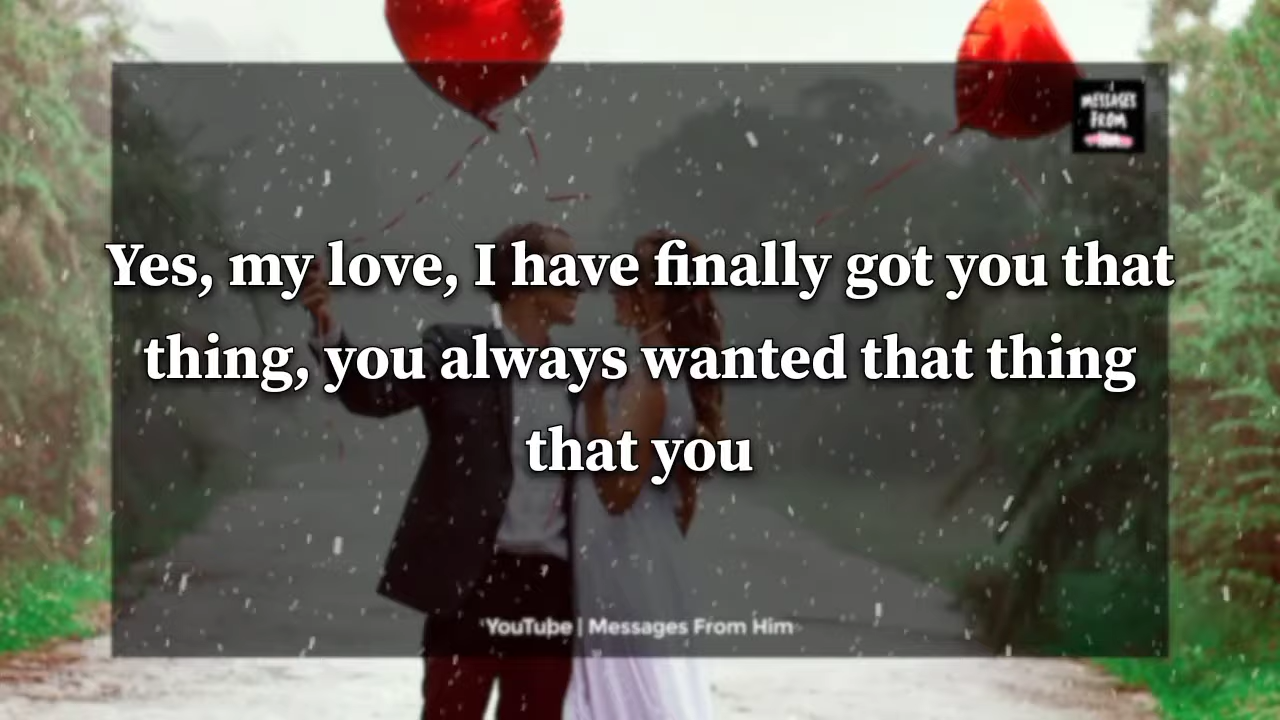 MESSAGES
FROM
Yes, my love, I have finally got you that
thing, you always wanted that thing
that you
YouTube | Messages From Him